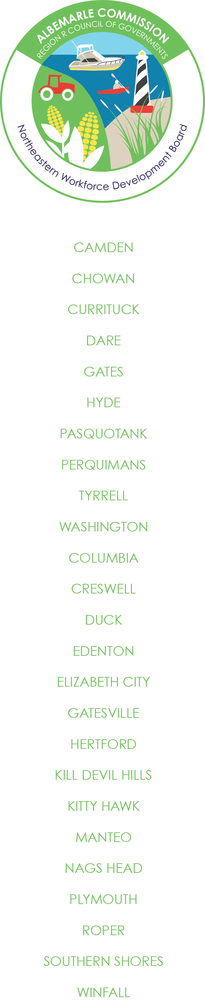 ALBEMARLE COMMISSION
REGION R COUNCIL OF GOVERNMENTS
Northeastern Workforce Development Board
CAMDEN
CHOWAN
CURRITUCK
DARE
GATES
HYDE
PASQUOTANK
PERQUIMANS
TYRRELL
WASHINGTON
COLUMBIA
CRESWELL
DUCK
EDENTON
ELIZABETH CITY
GATESVILLE
HERTFORD
KILL DEVIL HILLS
KITTY HAWK
MANTEO
NAGS HEAD
PLYMOUTH
ROPER
SOUTHERN SHORES
WINFALL